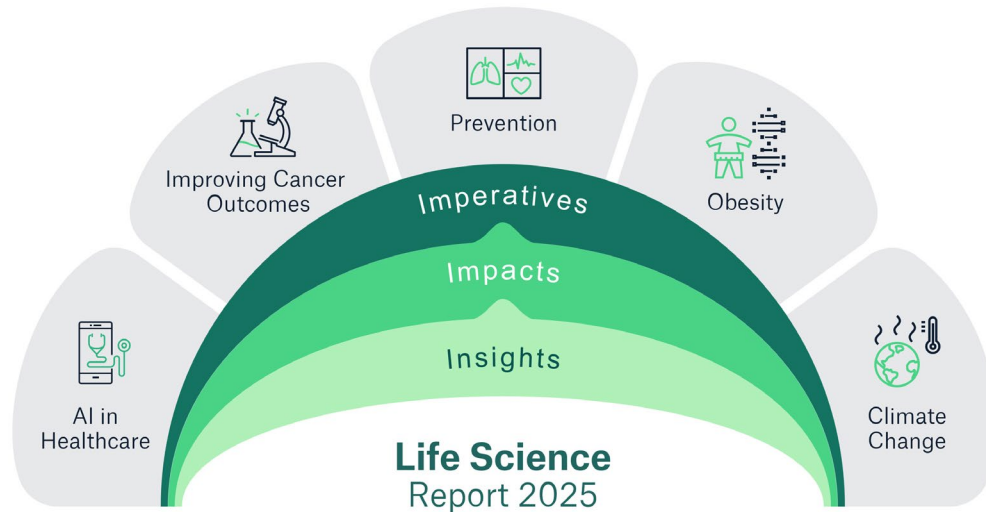 Prevention
Improving Cancer
Outcomes
Obesity
AI in
Healthcare
Climate
Change
Imperatives
Impacts
Insights
Life Science
Report 2025